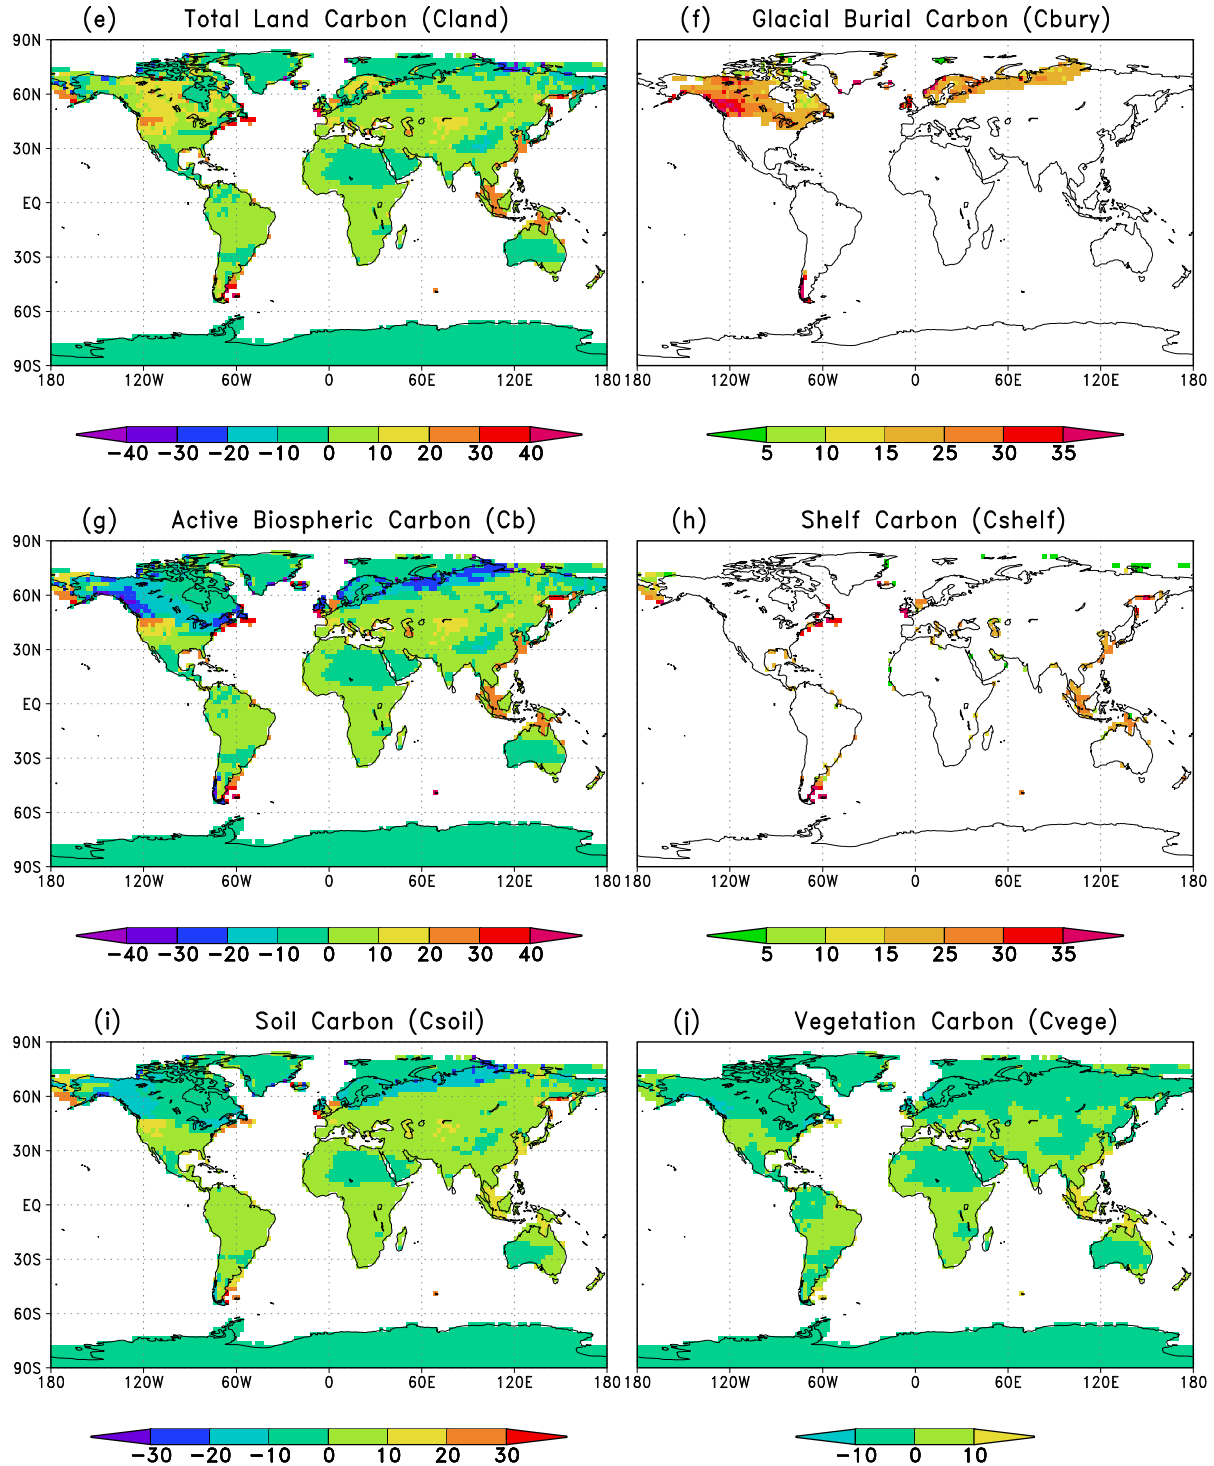 (e) Total Land Carbon (Cland)
(f) Glacial Burial Carbon (Cbury)
90N
60N
30N
EQ
30S
60S
90S
180 120W 60W 0 60E 120E 180
120W 60W 0 60E 120E 180
-40 -30 -20 -10 0 10 20 30 40
5 10 15 25 30 35
(g) Active Biospheric Carbon (Cb)
(h) Shelf Carbon (Cshelf)
90N
60N
30N
EQ
30S
60S
90S
180 120W 60W 0 60E 120E 180
120W 60W 0 60E 120E 180
-40 -30 -20 -10 0 10 20 30 40
5 10 15 25 30 35
(i) Soil Carbon (Csoil)
(j) Vegetation Carbon (Cvege)
90N
60N
30N
EQ
30S
60S
90S
180 120W 60W 0 60E 120E 180
120W 60W 0 60E 120E 180
-30 -20 -10 0 10 20 30
-10 0 10